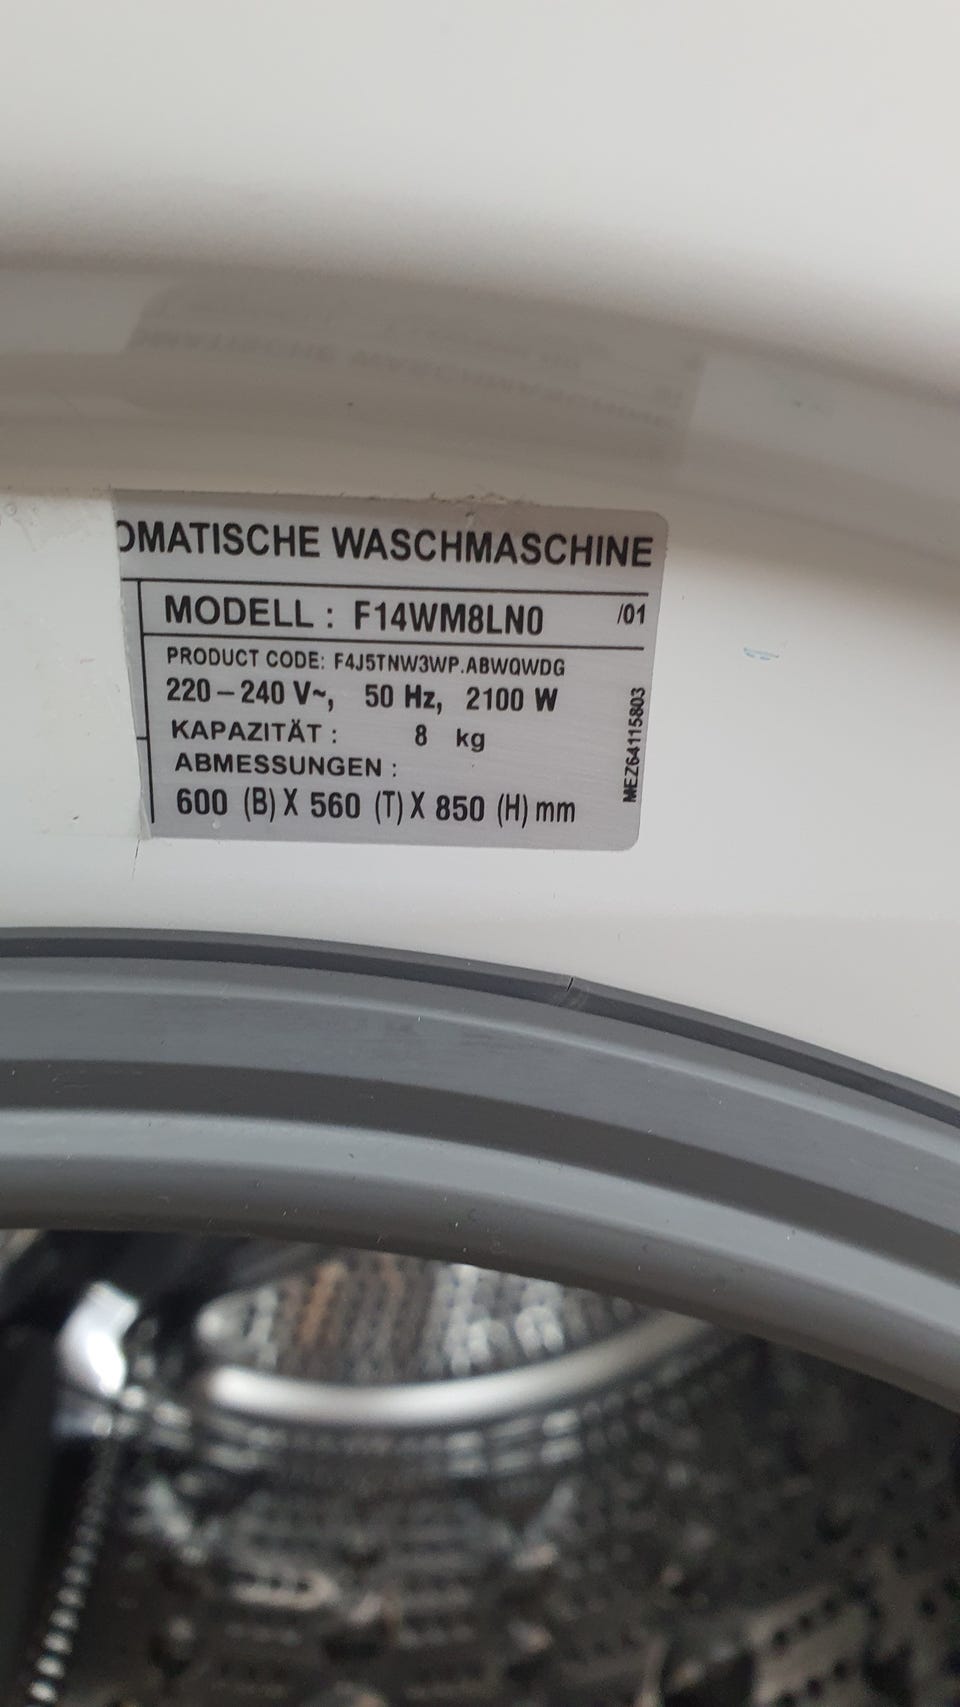 OMATISCHE WASCHMASCHINE
MODELL : F14WM8LN0 /01
PRODUCT CODE: F4J5TNW3WP.ABWQWDG
220–240 V~, 50 Hz, 2100 W
KAPAZITÄT : 8 kg
ABMESSUNGEN :
600 (B) X 560 (T) X 850 (H) mm
MEZ64115803